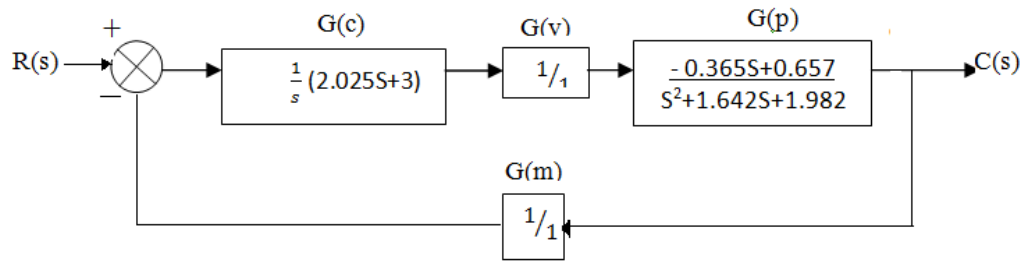 G(c)
G(v)
G(p)
+
R(s)
1/s (2.025S+3)
1/1
- 0.365S+0.657
S²+1.642S+1.982
C(s)
—
G(m)
1/1